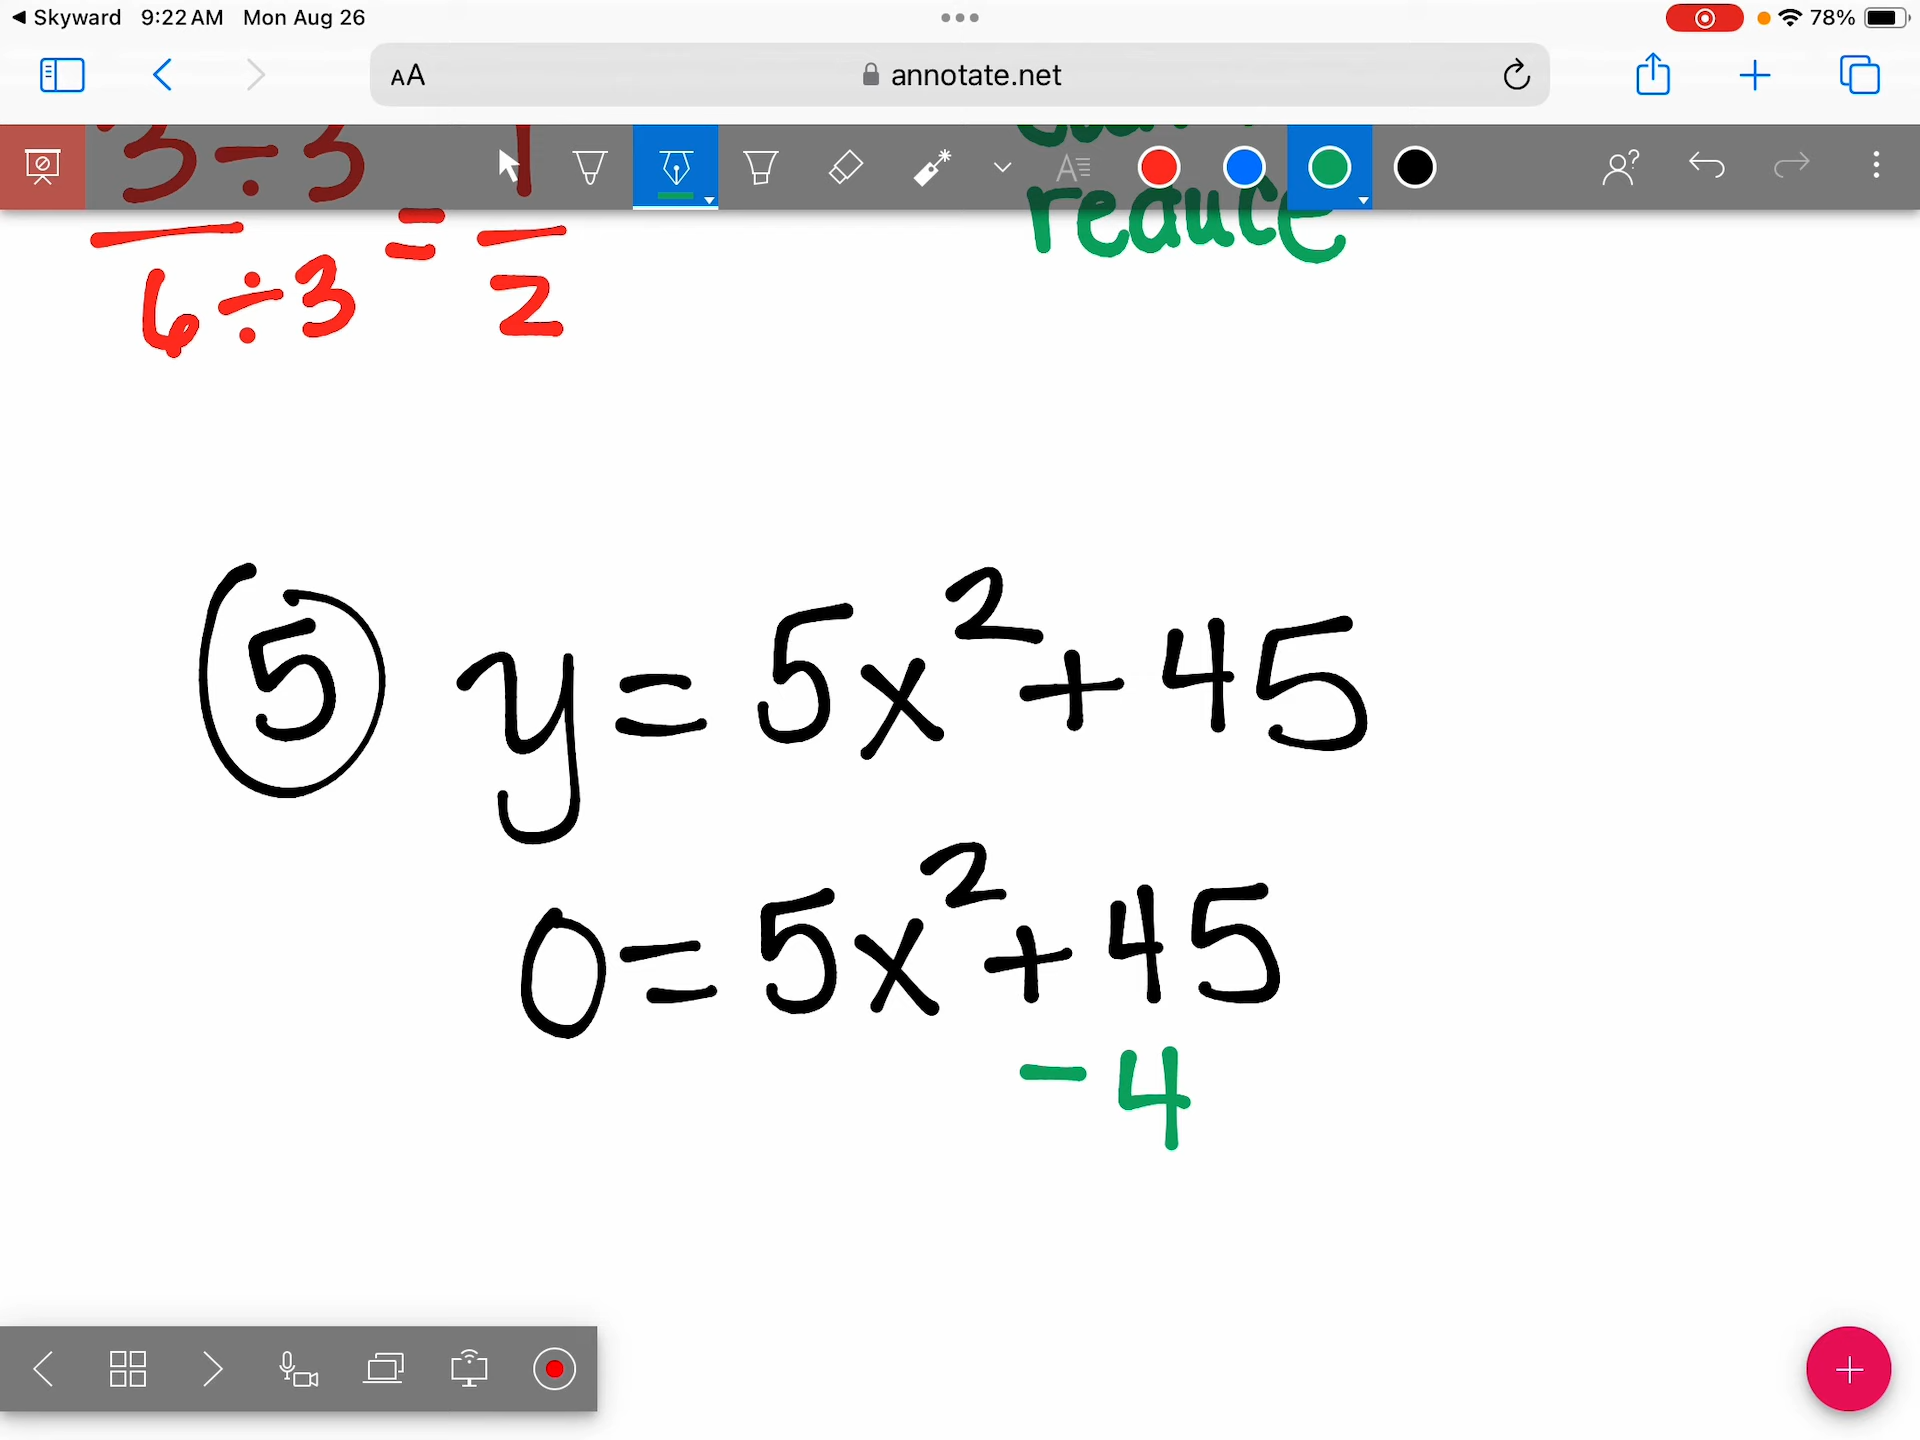 Skyward 9:22 AM Mon Aug 26
78%
AA annotate.net
3÷3 = 1
6÷3 2
reduce
5 y = 5x² + 45
0 = 5x² + 45
- 4